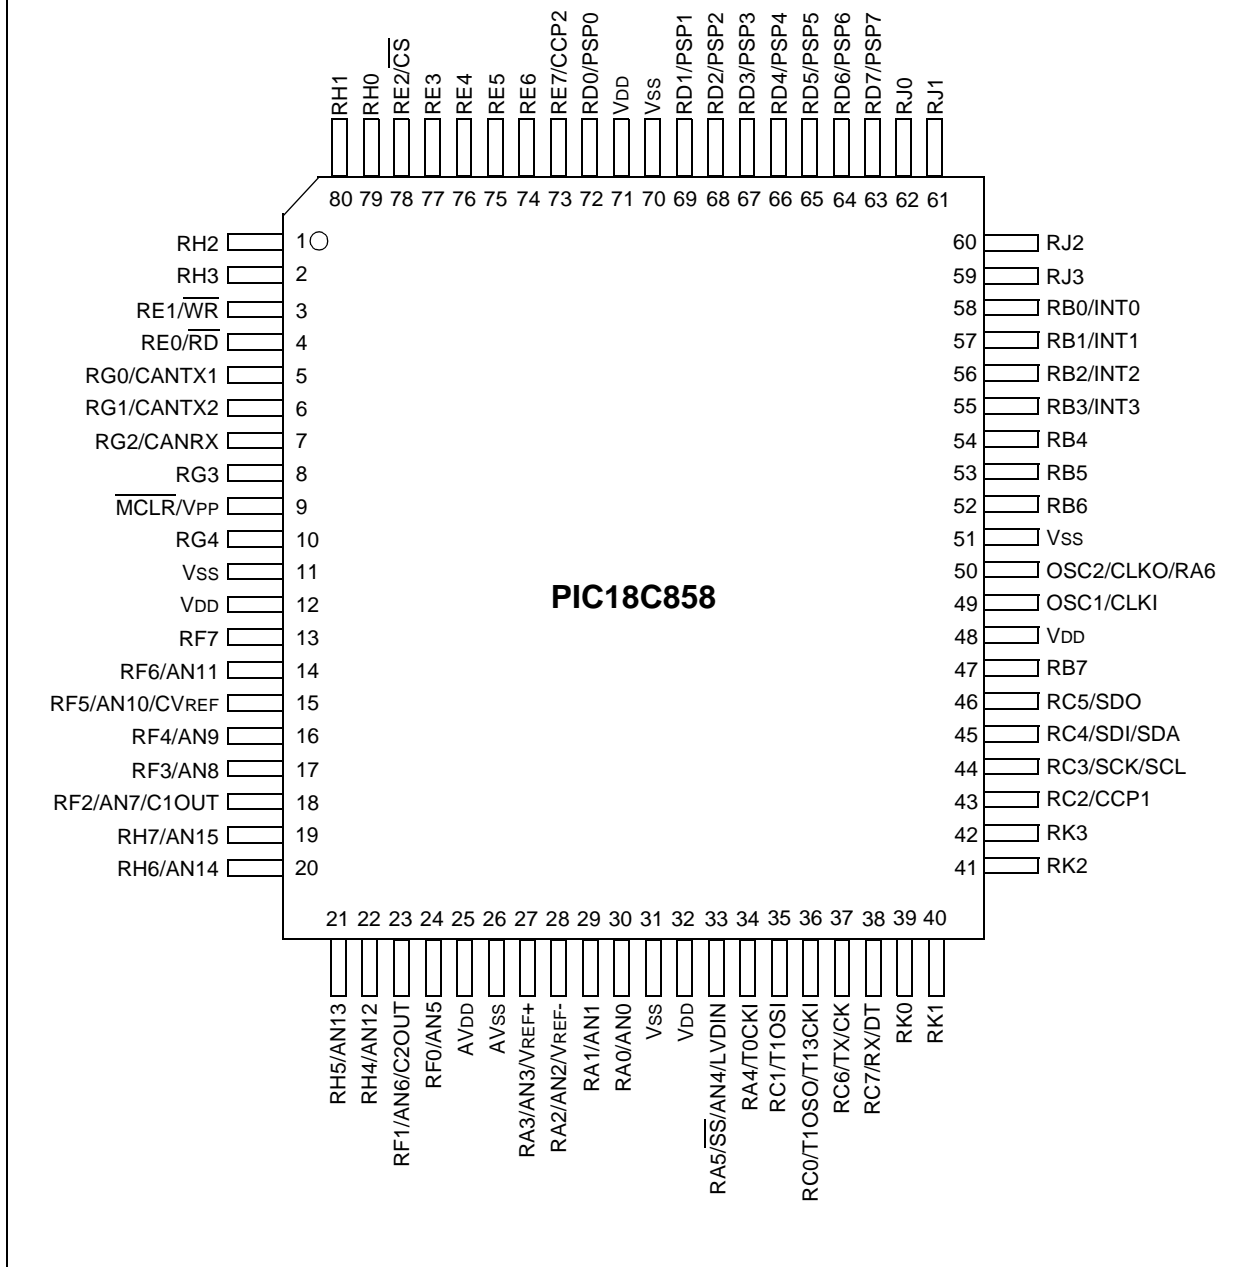 RH1
RH0
RE2/CS
RE3
RE4
RE5
RE6
RE7/CCP2
RD0/PSP0
VDD
VSS
RD1/PSP1
RD2/PSP2
RD3/PSP3
RD4/PSP4
RD5/PSP5
RD6/PSP6
RD7/PSP7
RJ0
RJ1
80 79 78 77 76 75 74 73 72 71 70 69 68 67 66 65 64 63 62 61
RH2 1 60 RJ2
RH3 2 59 RJ3
RE1/WR 3 58 RB0/INT0
RE0/RD 4 57 RB1/INT1
RG0/CANTX1 5 56 RB2/INT2
RG1/CANTX2 6 55 RB3/INT3
RG2/CANRX 7 54 RB4
RG3 8 53 RB5
MCLR/VPP 9 52 RB6
RG4 10 51 VSS
VSS 11 50 OSC2/CLKO/RA6
PIC18C858
VDD 12 49 OSC1/CLKI
RF7 13 48 VDD
RF6/AN11 14 47 RB7
RF5/AN10/CVREF 15 46 RC5/SDO
RF4/AN9 16 45 RC4/SDI/SDA
RF3/AN8 17 44 RC3/SCK/SCL
RF2/AN7/C1OUT 18 43 RC2/CCP1
RH7/AN15 19 42 RK3
RH6/AN14 20 41 RK2
21 22 23 24 25 26 27 28 29 30 31 32 33 34 35 36 37 38 39 40
RH5/AN13
RH4/AN12
RF1/AN6/C2OUT
RF0/AN5
AVDD
AVSS
RA3/AN3/VREF+
RA2/AN2/VREF-
RA1/AN1
RA0/AN0
VSS
VDD
RA5/SS/AN4/LVDIN
RA4/T0CKI
RC1/T1OSI
RC0/T1OSO/T13CKI
RC6/TX/CK
RC7/RX/DT
RK0
RK1